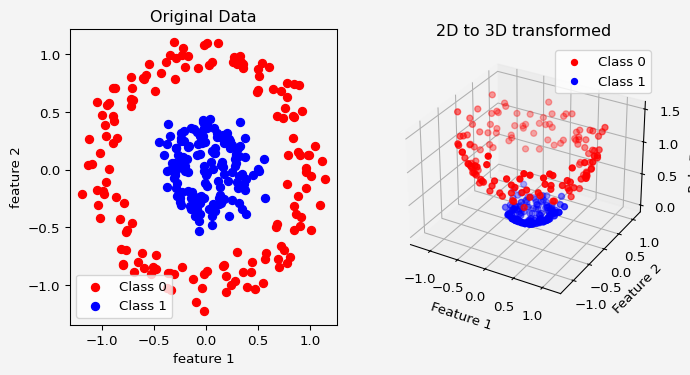 Original Data
1.0
0.5
0.0
−0.5
−1.0
feature 2
Class 0
Class 1
−1.0 −0.5 0.0 0.5 1.0
feature 1
2D to 3D transformed
Class 0
Class 1
1.5
1.0
0.5
0.0
−1.0 −0.5 0.0 0.5 1.0
Feature 1
1.0
0.5
0.0
−0.5
−1.0
Feature 2